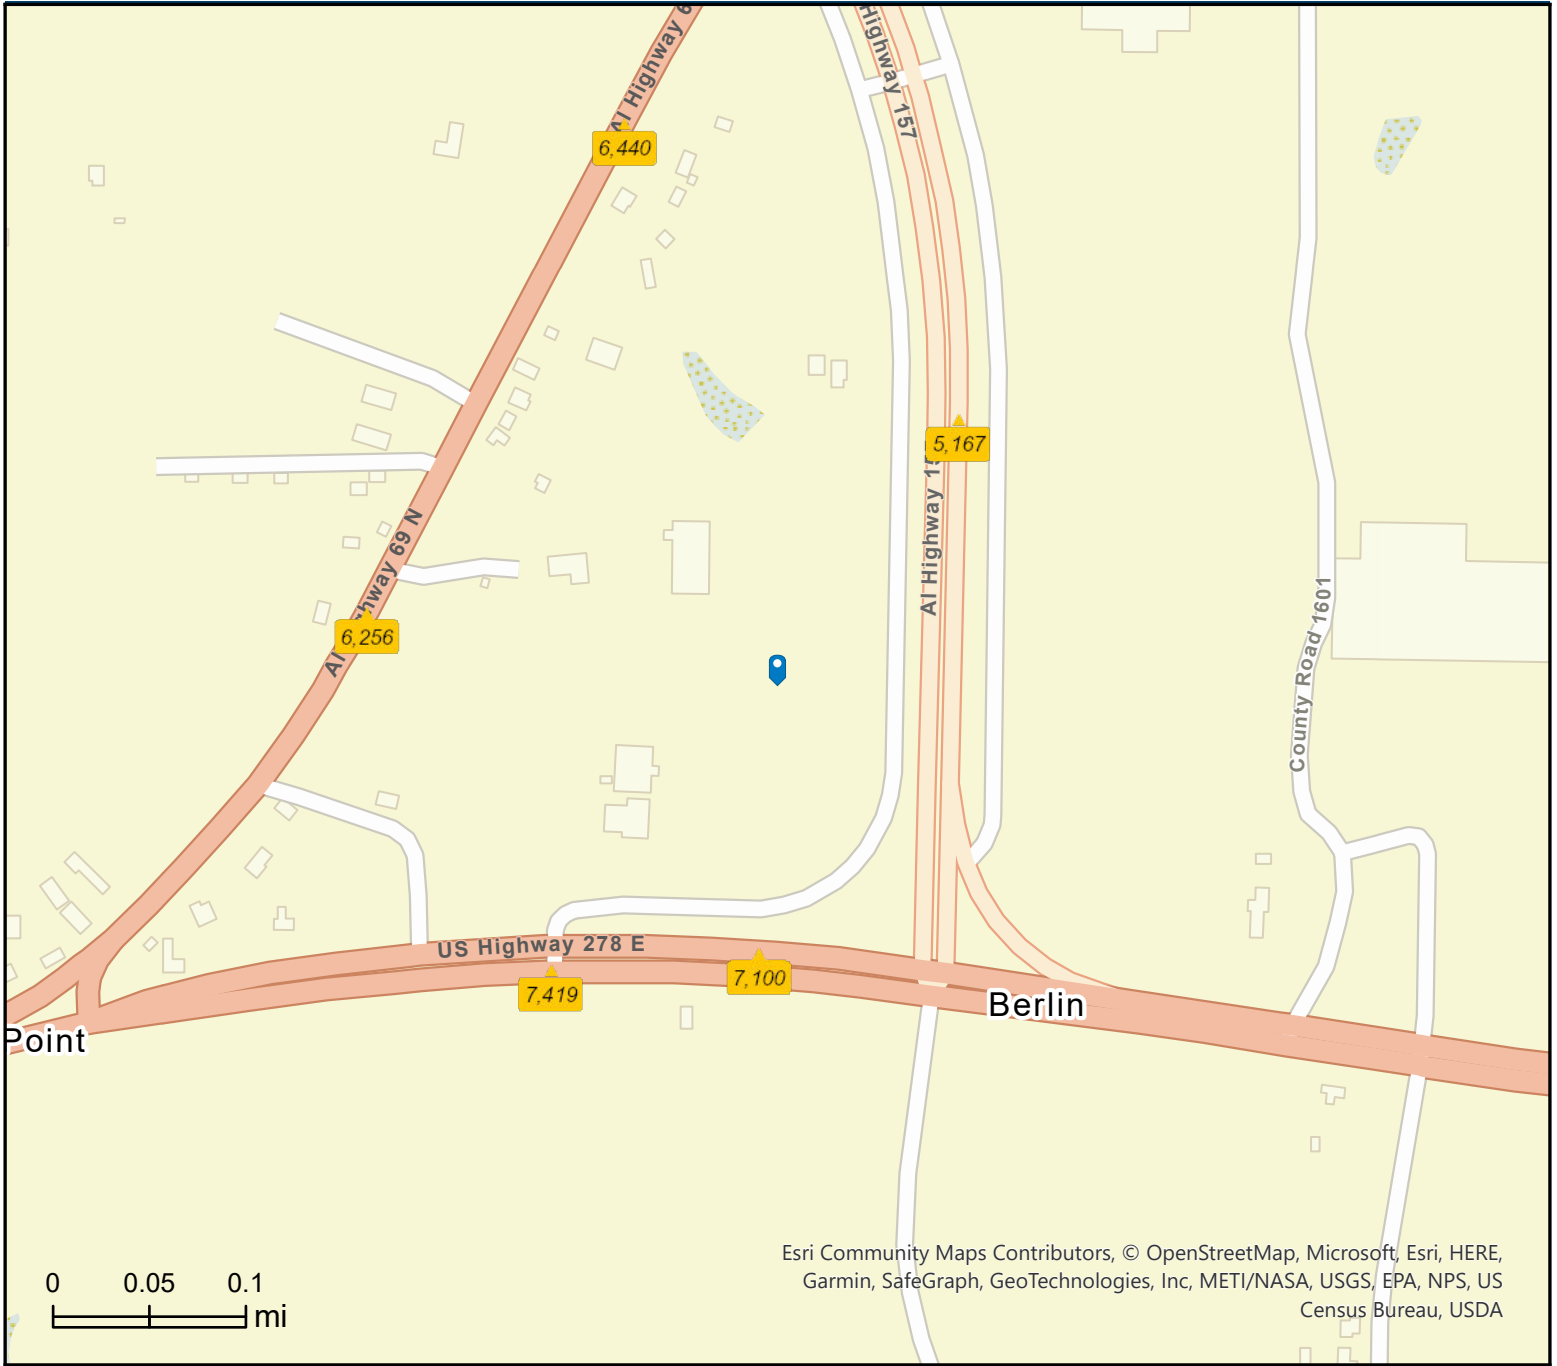 Al Highway 6
Highway 157
6,440
5,167
Al Highway 15
Al Highway 69 N
6,256
County Road 1601
US Highway 278 E
7,419
7,100
Berlin
Point
Esri Community Maps Contributors, © OpenStreetMap, Microsoft, Esri, HERE,
Garmin, SafeGraph, GeoTechnologies, Inc, METI/NASA, USGS, EPA, NPS, US
Census Bureau, USDA
0 0.05 0.1
mi